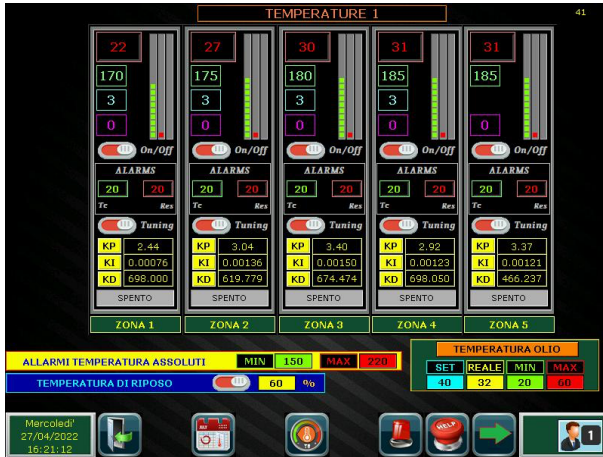 TEMPERATURE 1
41
22 27 30 31 31
170 175 180 185 185
3 3 3 3
0 0 0 0 0
On/Off On/Off On/Off On/Off On/Off
ALARMS ALARMS ALARMS ALARMS ALARMS
20 20 20 20 20 20 20 20 20 20
Tc Res Tc Res Tc Res Tc Res Tc Res
Tuning Tuning Tuning Tuning Tuning
KP 2.44 KP 3.04 KP 3.40 KP 2.92 KP 3.37
KI 0.00076 KI 0.00136 KI 0.00150 KI 0.00123 KI 0.00121
KD 698.000 KD 619.779 KD 674.474 KD 698.050 KD 466.237
SPENTO SPENTO SPENTO SPENTO SPENTO
ZONA 1 ZONA 2 ZONA 3 ZONA 4 ZONA 5
ALLARMI TEMPERATURA ASSOLUTI MIN 150 MAX 220
TEMPERATURA DI RIPOSO 60 %
TEMPERATURA OLIO
SET REALE MIN MAX
40 32 20 60
Mercoledi'
27/04/2022
16:21:12
HELP
1